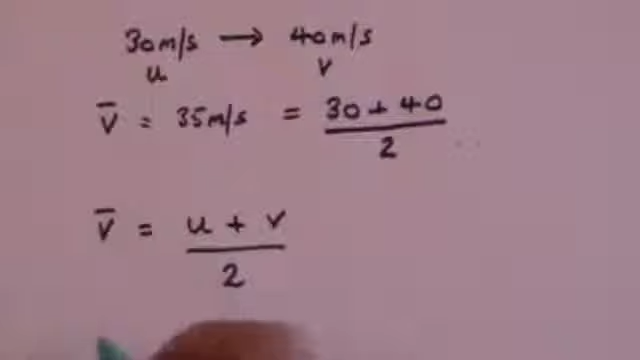 30m/s → 40m/s
u v
v̄ = 35m/s = 30 + 40 / 2
v̄ = u + v / 2